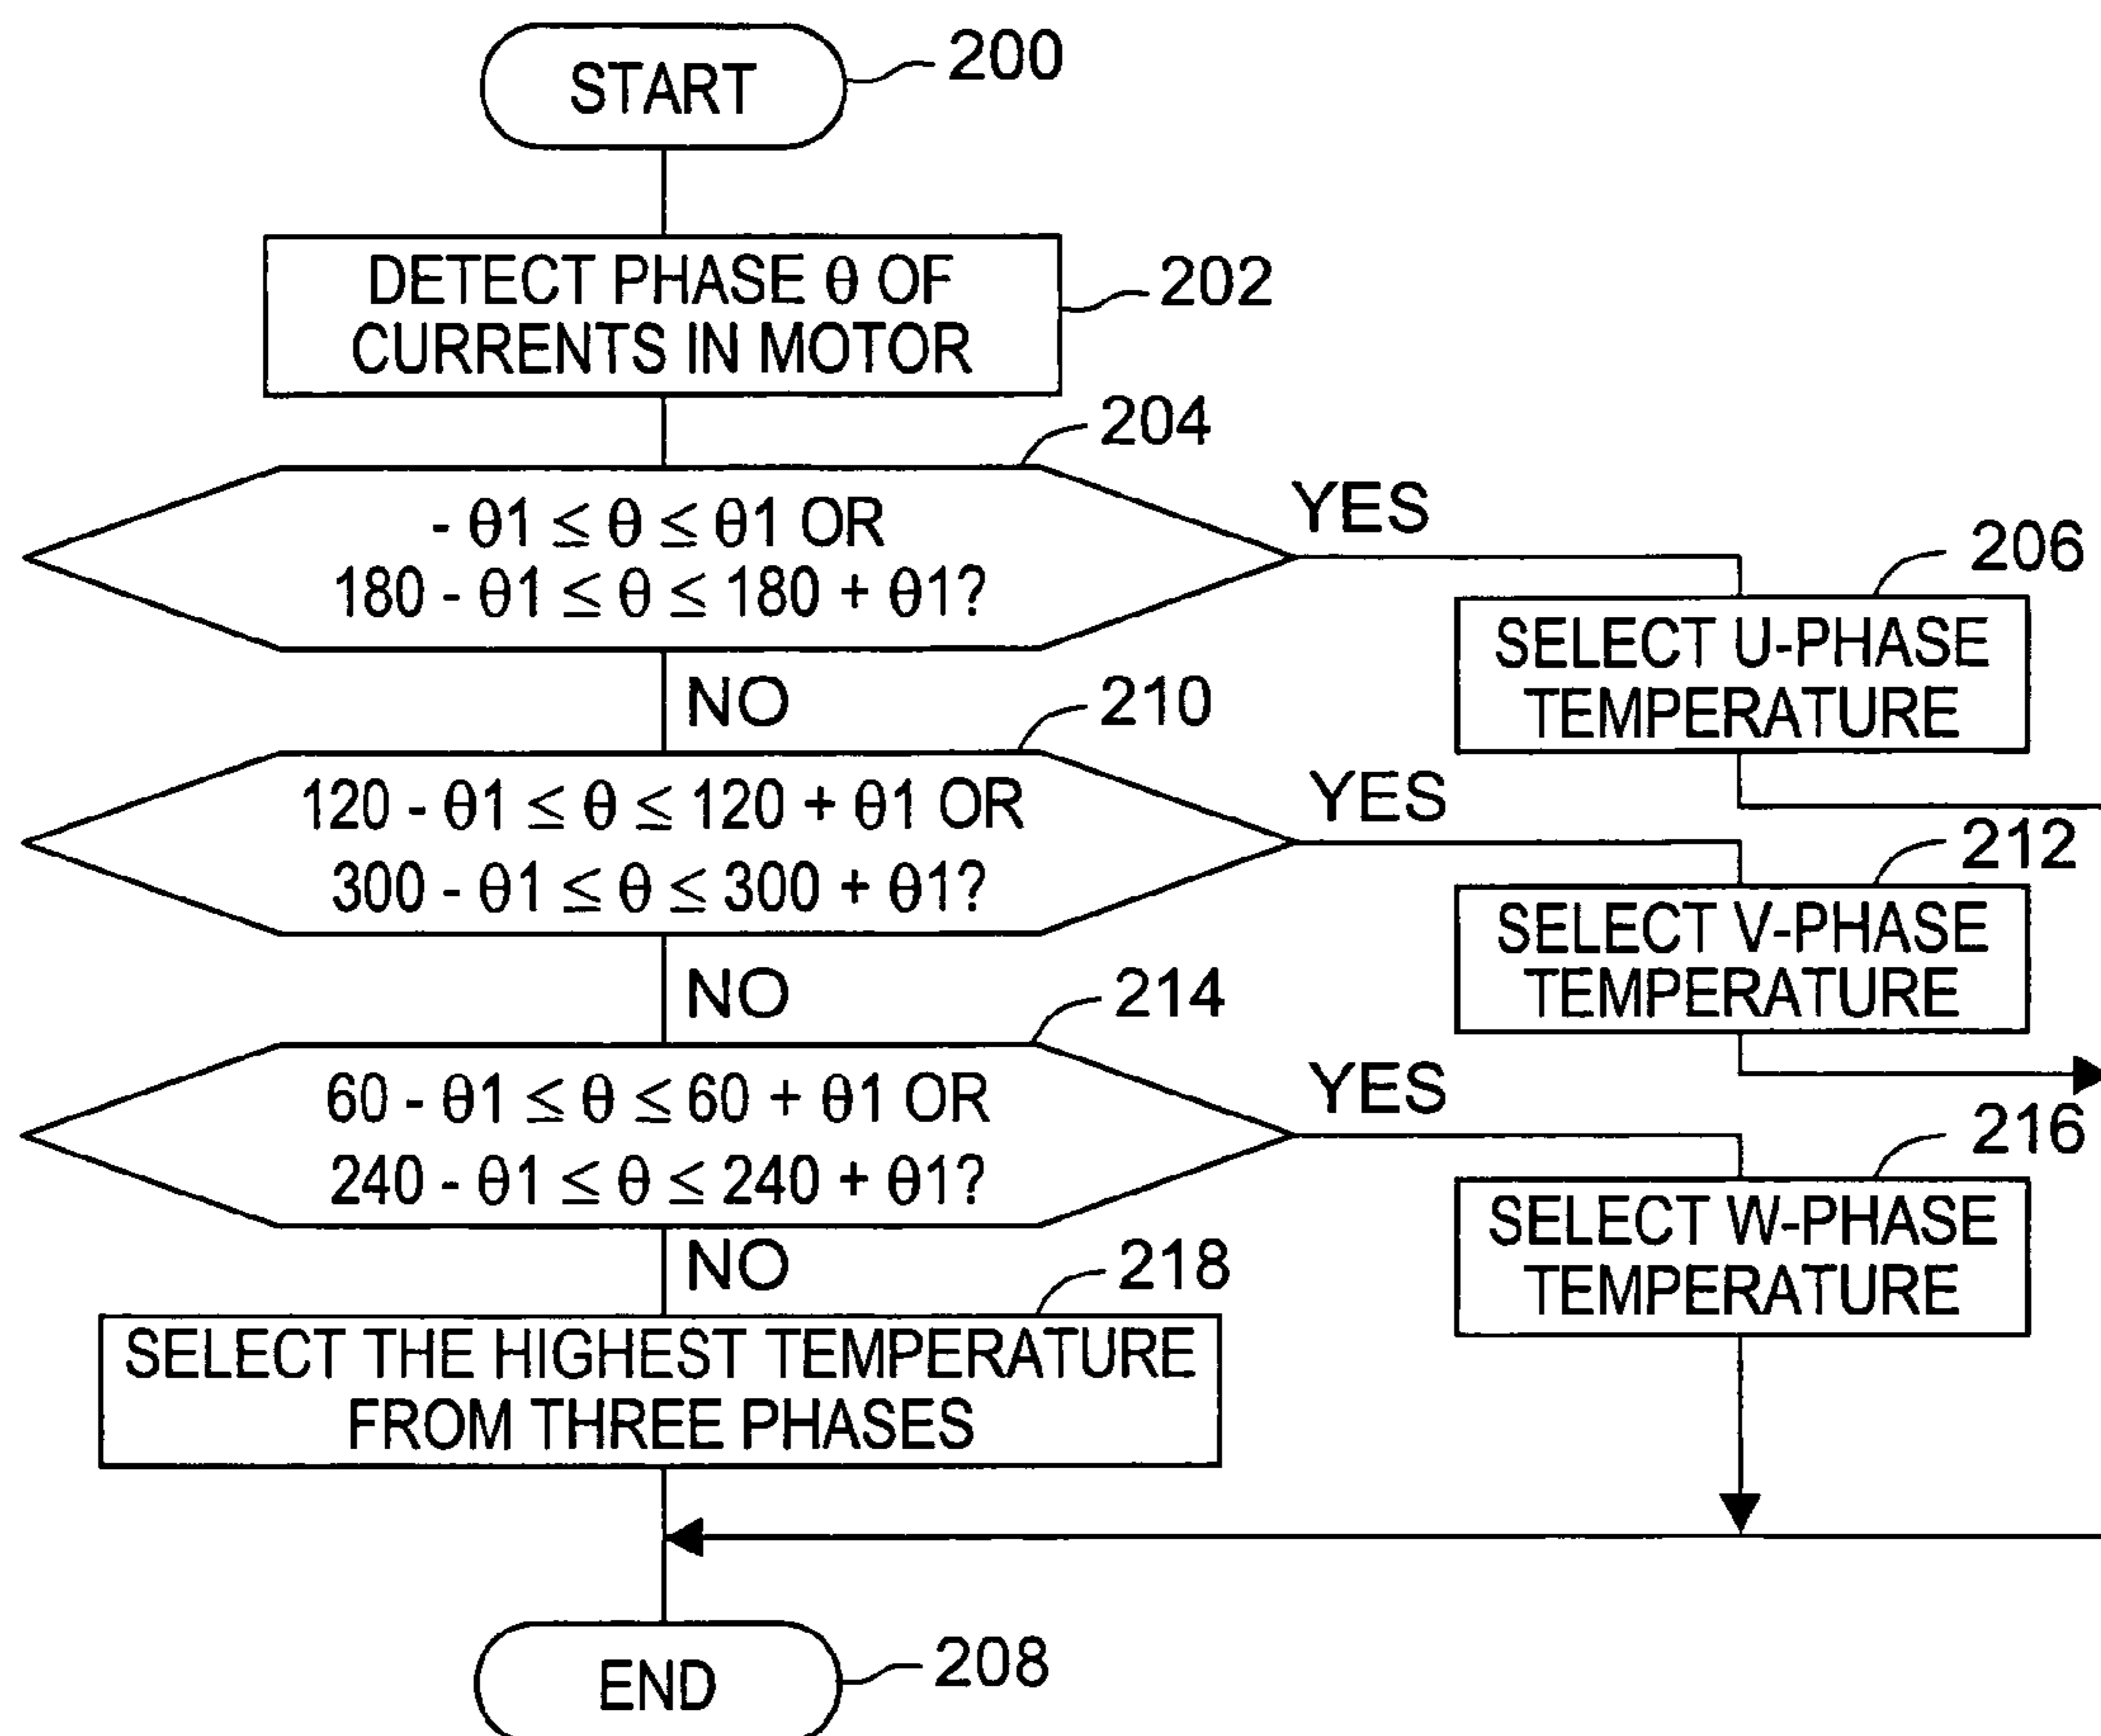 START
200
DETECT PHASE θ OF
CURRENTS IN MOTOR
202
204
- θ1 ≤ θ ≤ θ1 OR
180 - θ1 ≤ θ ≤ 180 + θ1?
YES
206
SELECT U-PHASE
TEMPERATURE
NO
210
120 - θ1 ≤ θ ≤ 120 + θ1 OR
300 - θ1 ≤ θ ≤ 300 + θ1?
YES
212
SELECT V-PHASE
TEMPERATURE
NO
214
60 - θ1 ≤ θ ≤ 60 + θ1 OR
240 - θ1 ≤ θ ≤ 240 + θ1?
YES
216
SELECT W-PHASE
TEMPERATURE
NO
218
SELECT THE HIGHEST TEMPERATURE
FROM THREE PHASES
END
208